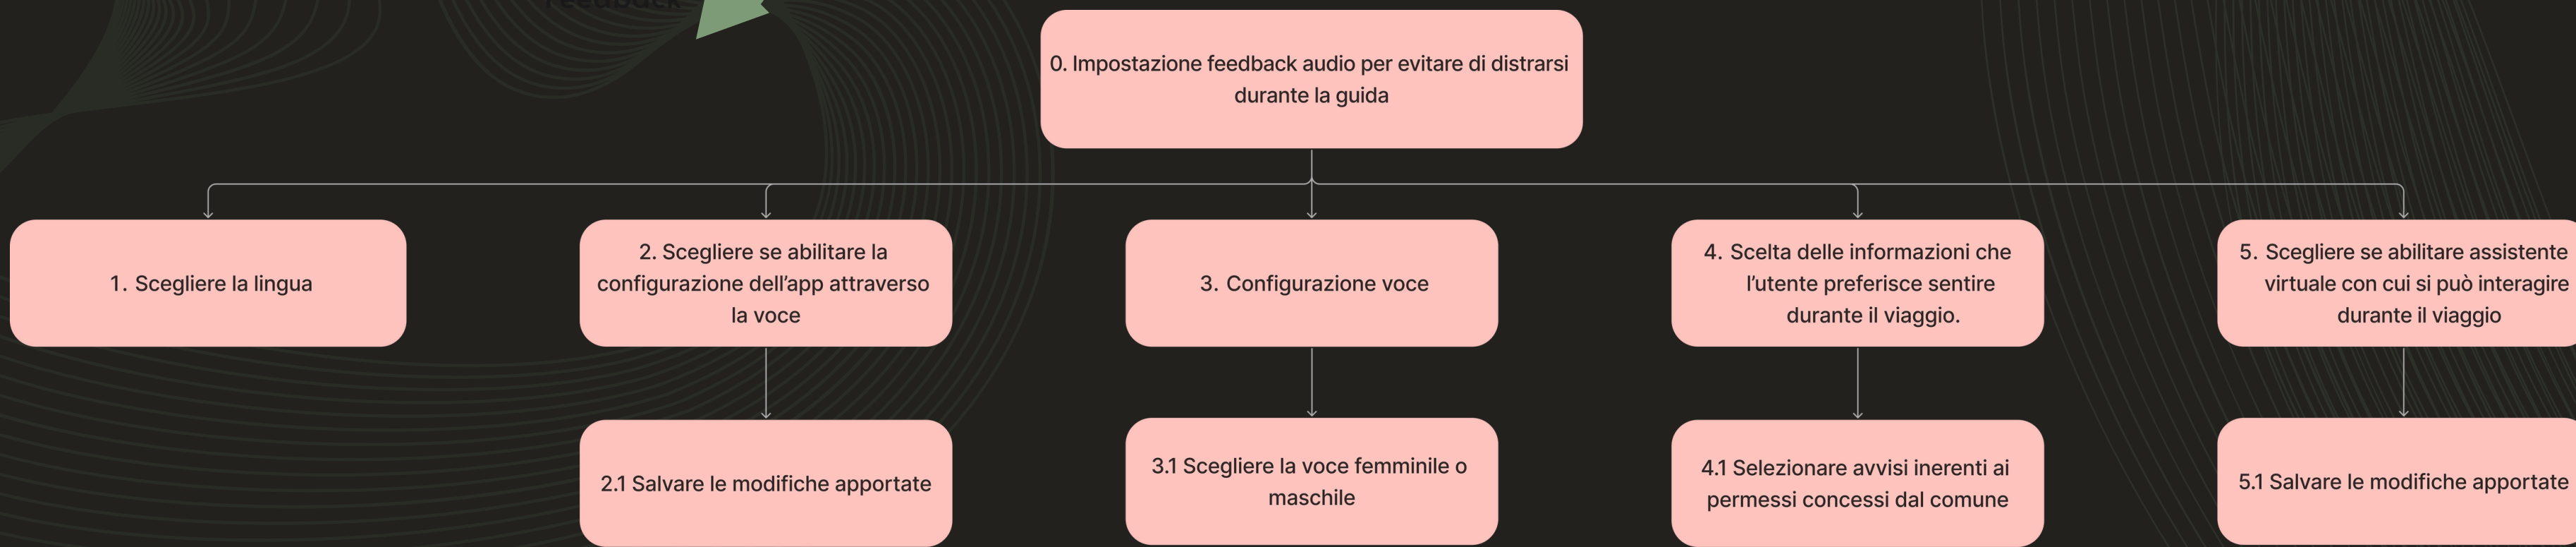 Feedback
0. Impostazione feedback audio per evitare di distrarsi
durante la guida
1. Scegliere la lingua
2. Scegliere se abilitare la
configurazione dell’app attraverso
la voce
3. Configurazione voce
4. Scelta delle informazioni che
l’utente preferisce sentire
durante il viaggio.
5. Scegliere se abilitare assistente
virtuale con cui si può interagire
durante il viaggio
2.1 Salvare le modifiche apportate
3.1 Scegliere la voce femminile o
maschile
4.1 Selezionare avvisi inerenti ai
permessi concessi dal comune
5.1 Salvare le modifiche apportate